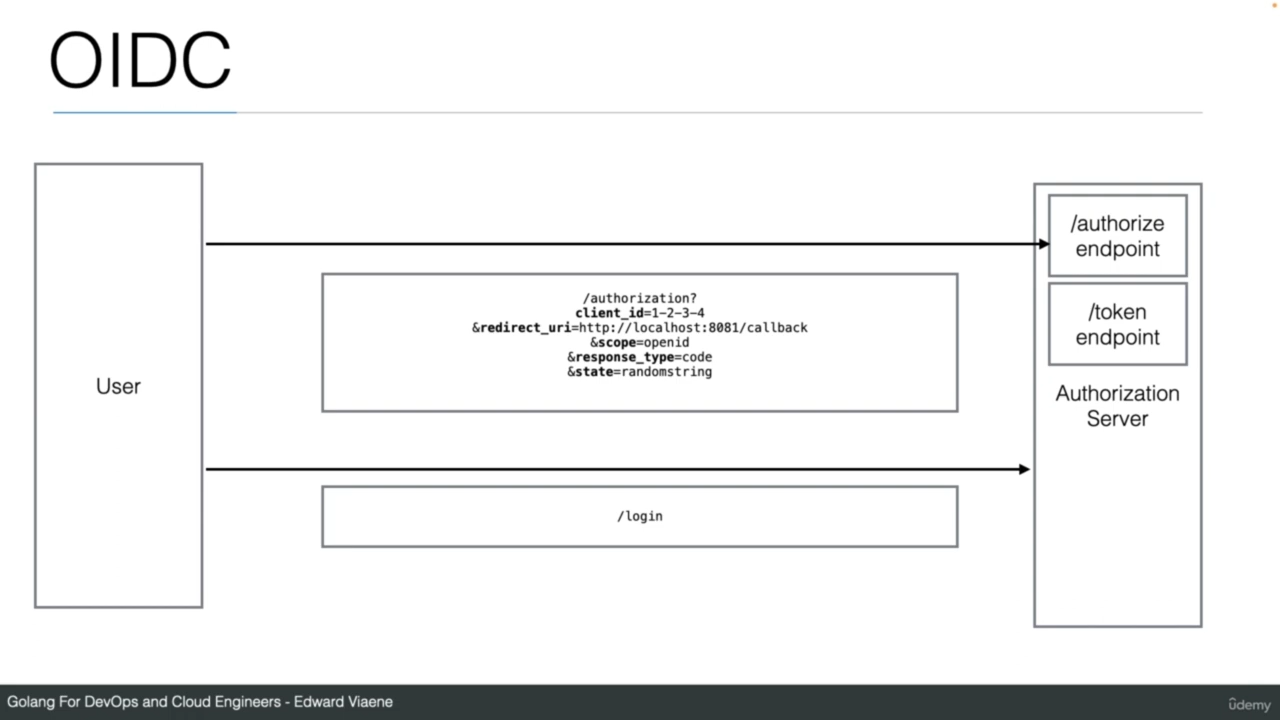 OIDC
User
/authorization?
client_id=1-2-3-4
&redirect_uri=http://localhost:8081/callback
&scope=openid
&response_type=code
&state=randomstring
/login
/authorize
endpoint
/token
endpoint
Authorization
Server
Golang For DevOps and Cloud Engineers - Edward Viaene
ûdemy